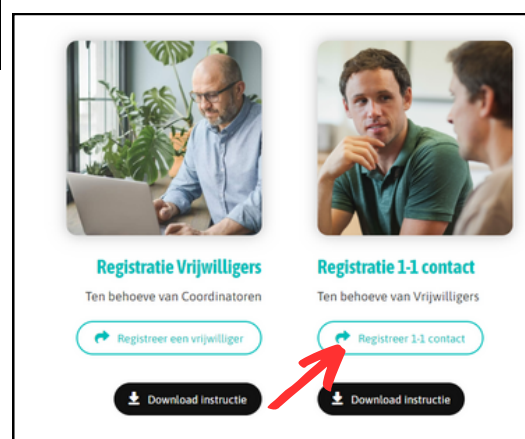 Registratie Vrijwilligers
Ten behoeve van Coordinatoren
Registreer een vrijwilliger
Download instructie
Registratie 1-1 contact
Ten behoeve van Vrijwilligers
Registreer 1-1 contact
Download instructie